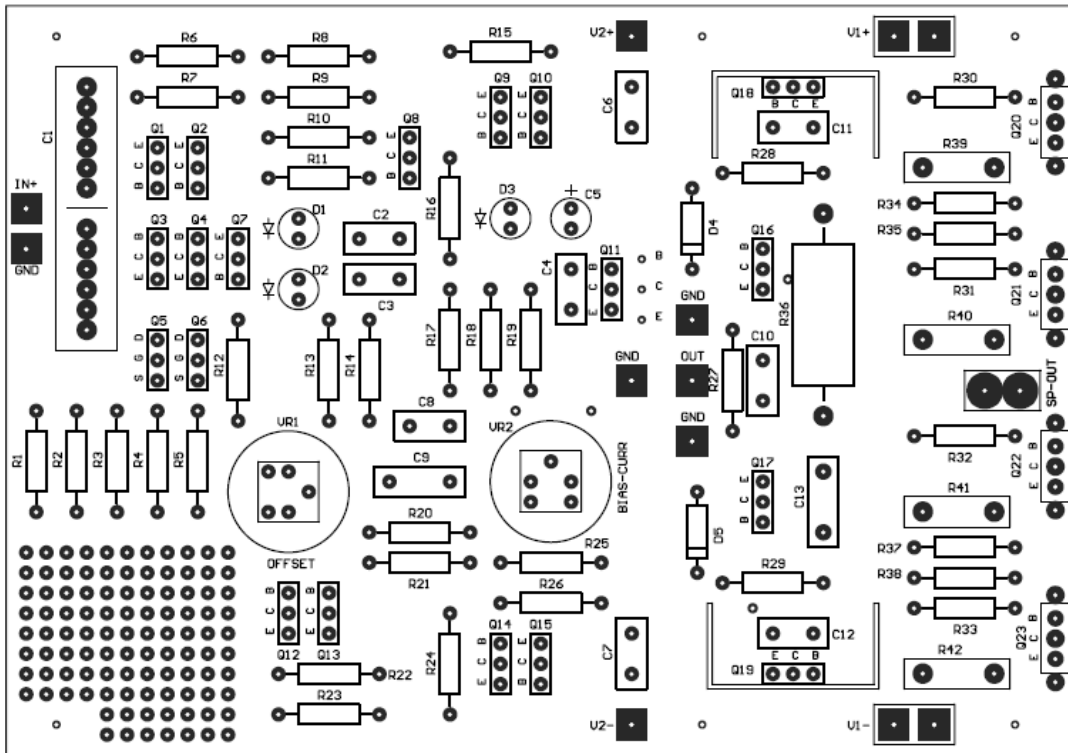 R6 R8 R15 V2+ V1+
R7 R9 Q9 Q10 Q18 B C E R30
C1 E C B E C B C6 C11 Q20 E C B
R10 Q8 E C B
Q1 Q2 E C B E C B R11 R28 R39
IN+ D1 C2 R16 D3 + C5 D4 R34
GND Q3 Q4 Q7 B C E B C E E C B R35
C4 Q11 B C E B C E Q16 E C B R36 R31 Q21 E C B
D2 C3 GND
Q5 Q6 D G S D G S R12 R13 R14 R17 R18 R19 R27 C10 R40
GND OUT SP-OUT
R1 R2 R3 R4 R5 VR1 C8 VR2 GND R32 Q22 E C B
C9 BIAS-CURR Q17 E C B C13 R41
R20 D5 R37
OFFSET R21 R25 R29 R38
R26 R33
B C E Q12 Q13 R24 Q14 Q15 B C E E C B C7 C12 E C B Q19 Q23 E C B
R22 R42
R23 V2- V1-